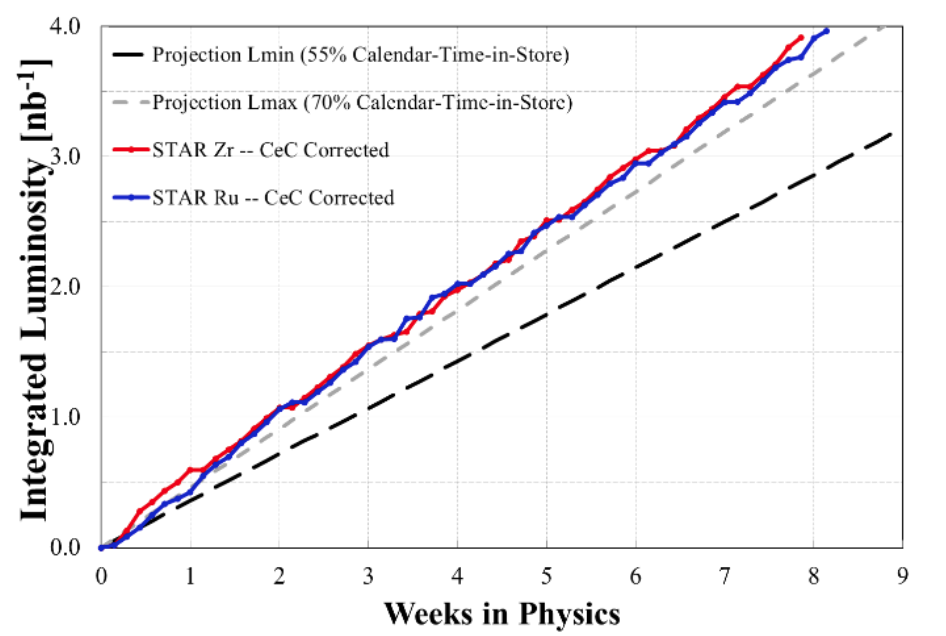 4.0
3.0
2.0
1.0
0.0
Integrated Luminosity [nb⁻¹]
Projection Lmin (55% Calendar-Time-in-Store)
Projection Lmax (70% Calendar-Time-in-Store)
STAR Zr -- CeC Corrected
STAR Ru -- CeC Corrected
0 1 2 3 4 5 6 7 8 9
Weeks in Physics